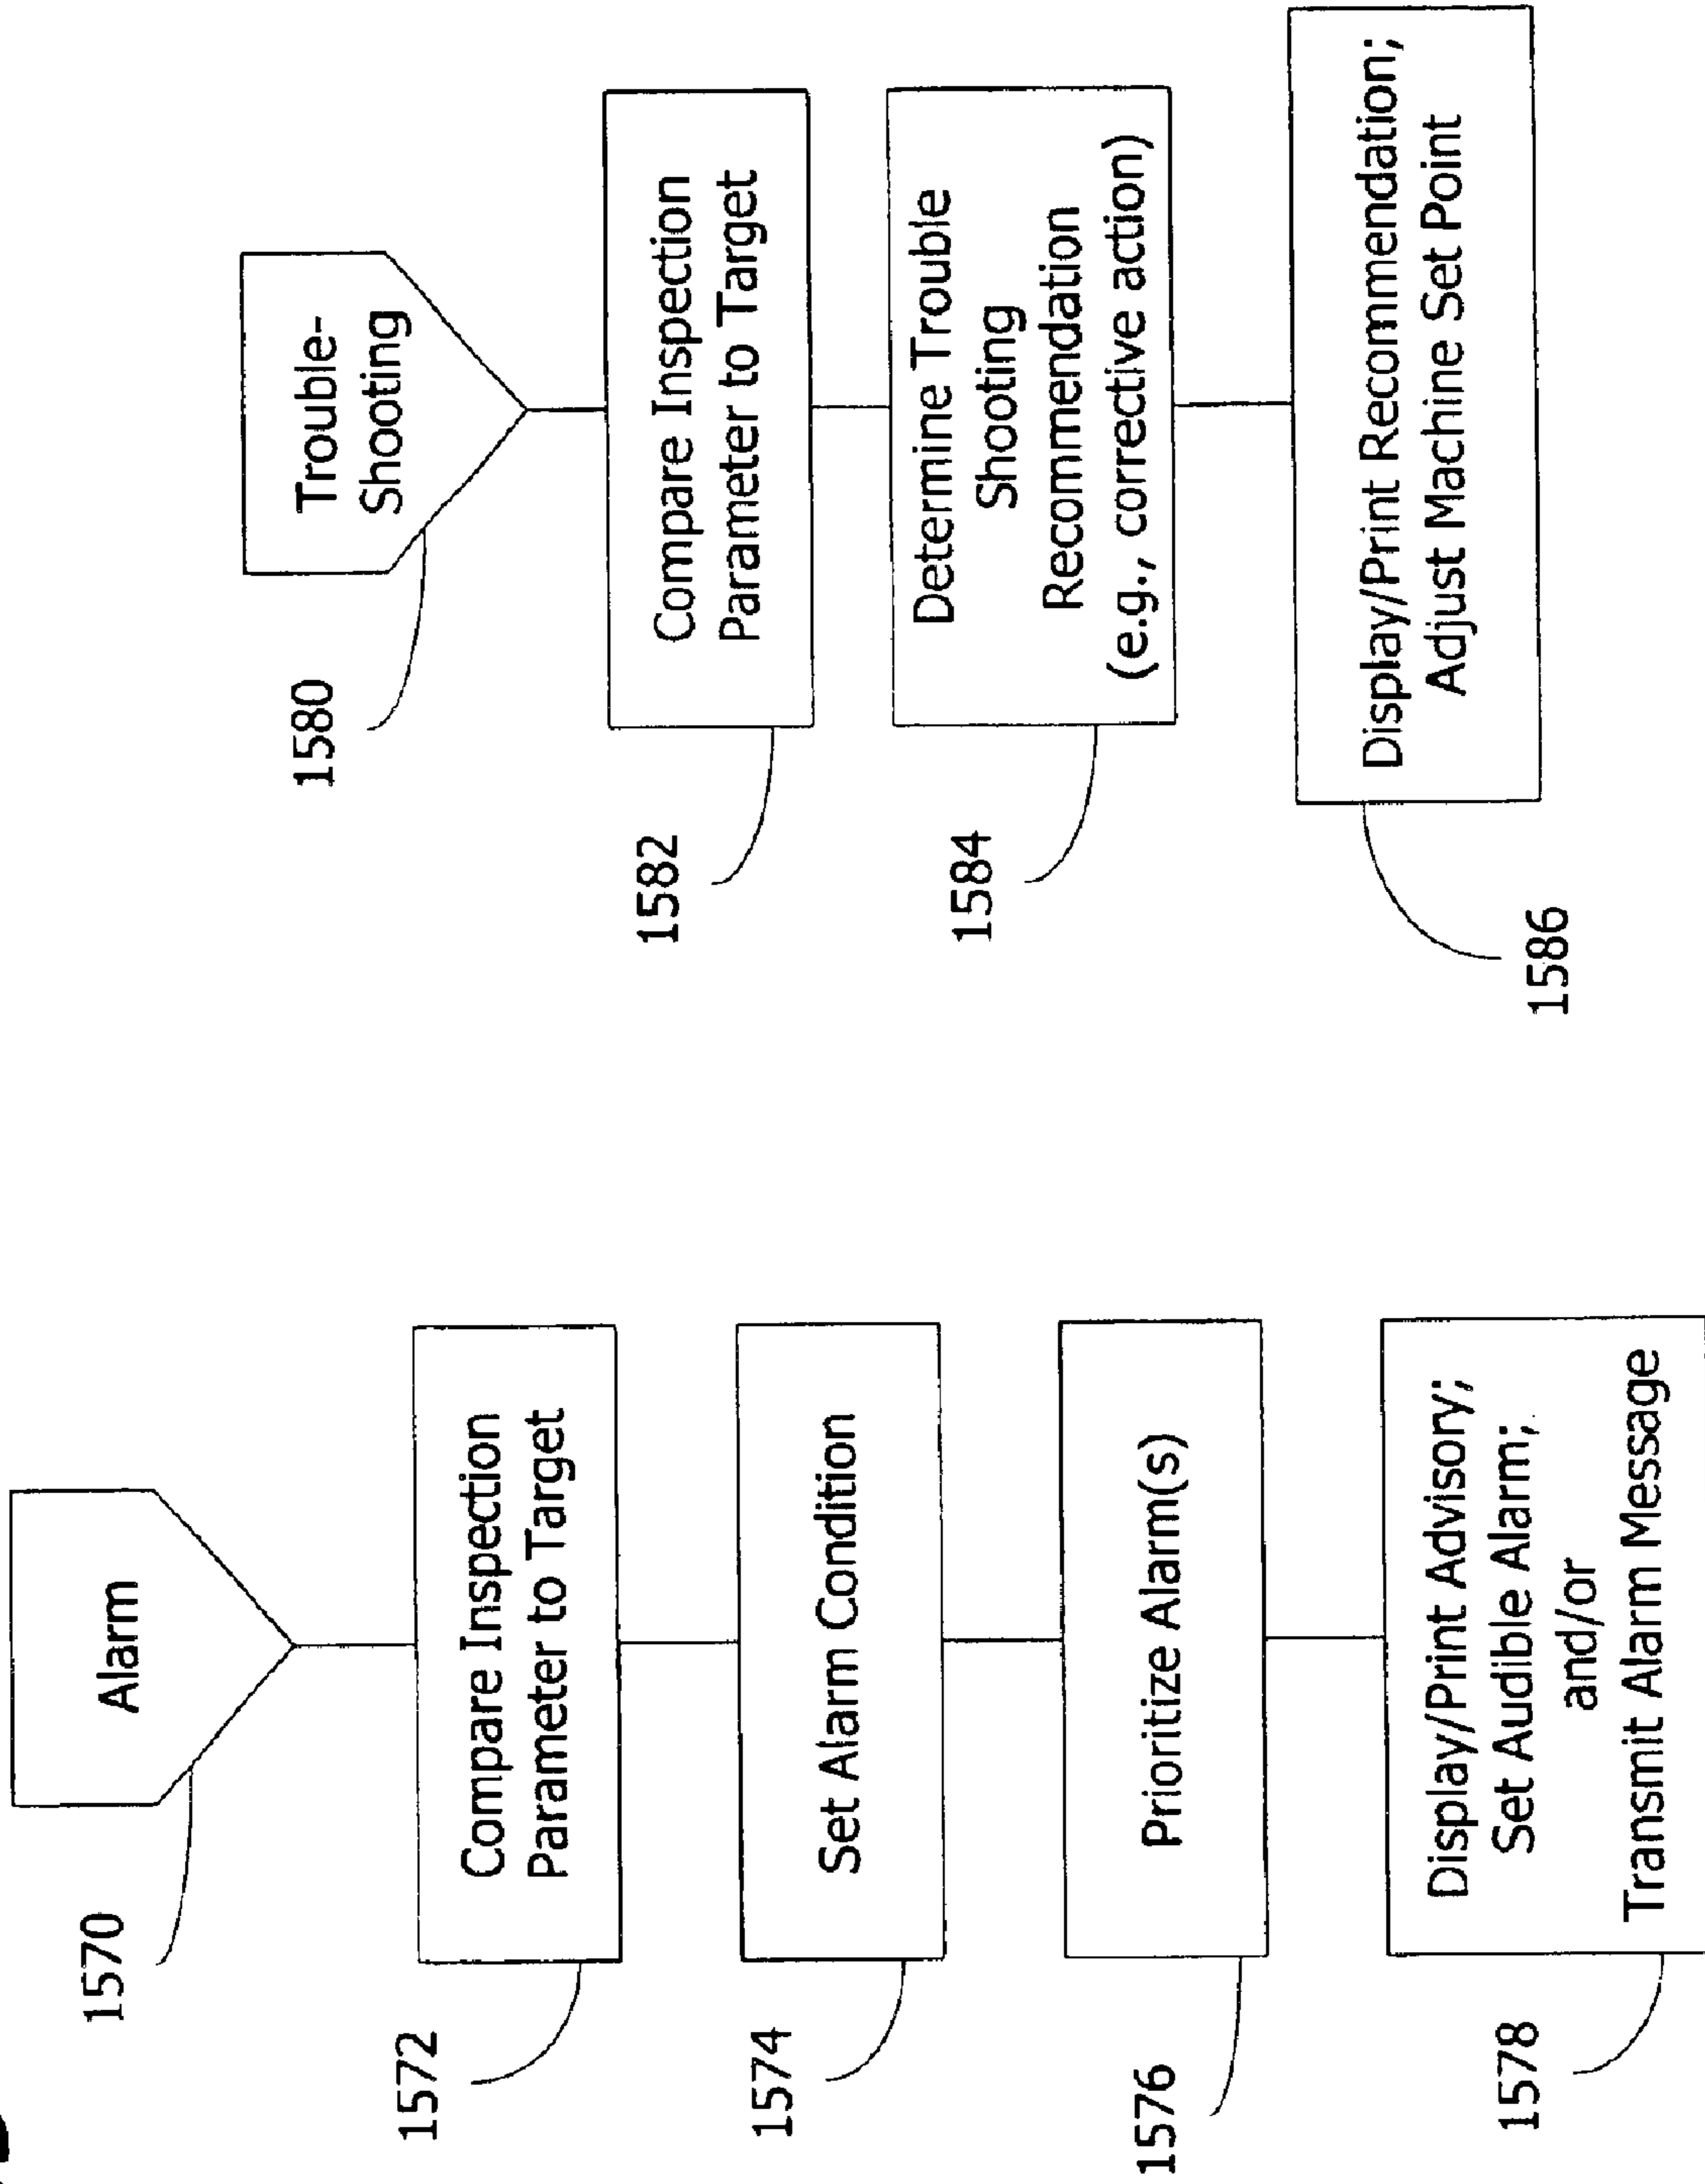 Alarm
1570
Compare Inspection
Parameter to Target
1572
Set Alarm Condition
1574
Prioritize Alarm(s)
1576
Display/Print Advisory;
Set Audible Alarm;
and/or
Transmit Alarm Message
1578
Trouble-
Shooting
1580
Compare Inspection
Parameter to Target
1582
Determine Trouble
Shooting
Recommendation
(e.g., corrective action)
1584
Display/Print Recommendation;
Adjust Machine Set Point
1586